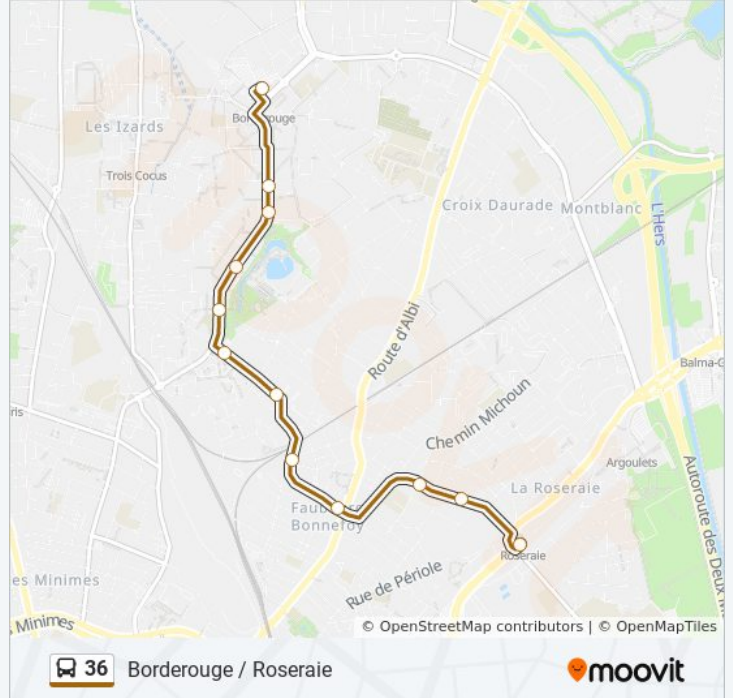 Borderouge
Les Izards
Trois Cocus
Croix Daurade
Montblanc
L'Hers
Route d'Albi
Balma-G
Chemin Michoun
ris
Argoulets
La Roseraie
Autoroute des Deux M
Faubourg
Bonnefoy
Roseraie
es Minimes
Rue de Périole
Minimes
© OpenStreetMap contributors | © OpenMapTiles
36 Borderouge / Roseraie
moovit